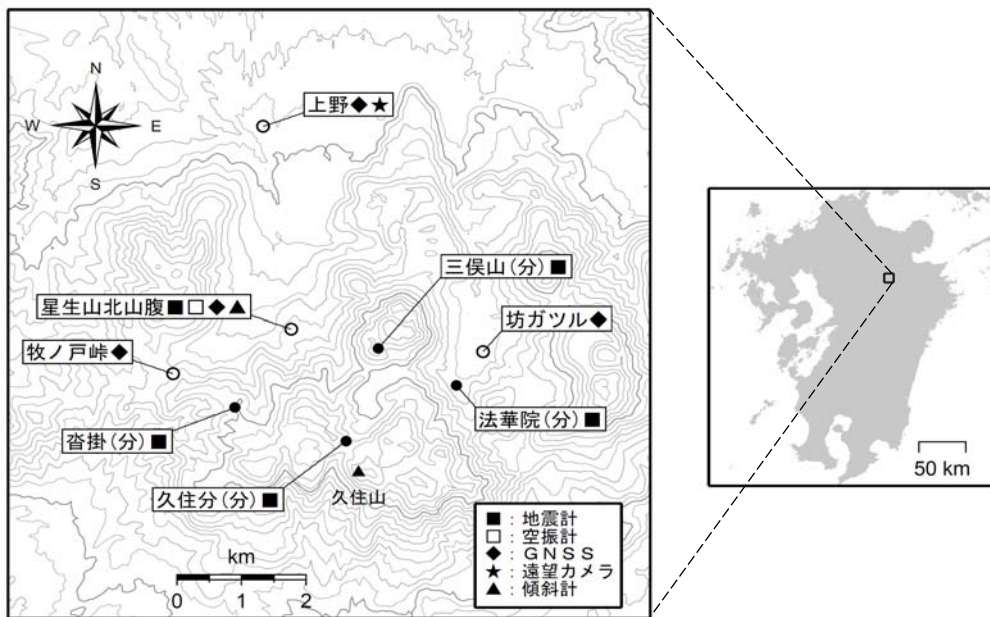 N
W E
S
上野◆★
三俣山(分)■
星生山北山腹■□◆▲
坊ガツル◆
牧ノ戸峠◆
法華院(分)■
沓掛(分)■
久住分(分)■
久住山
km
0 1 2
■:地震計
□:空振計
◆:GNSS
★:遠望カメラ
▲:傾斜計
50 km